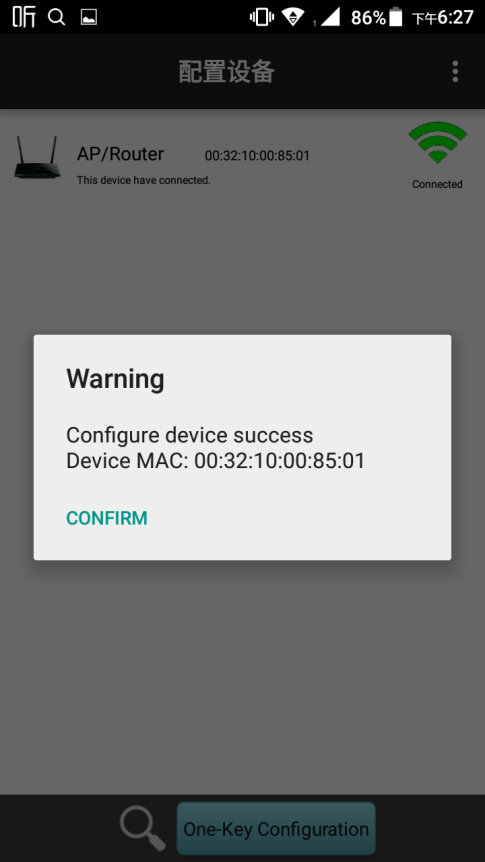 听 86% 下午6:27
配置设备
AP/Router 00:32:10:00:85:01
This device have connected.
Connected
Warning
Configure device success
Device MAC: 00:32:10:00:85:01
CONFIRM
One-Key Configuration